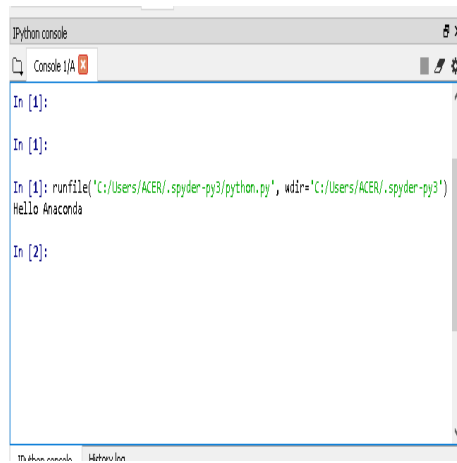 IPython console
Console 1/A
In [1]:
In [1]:
In [1]: runfile('C:/Users/ACER/.spyder-py3/python.py', wdir='C:/Users/ACER/.spyder-py3')
Hello Anaconda
In [2]:
IPython console History log